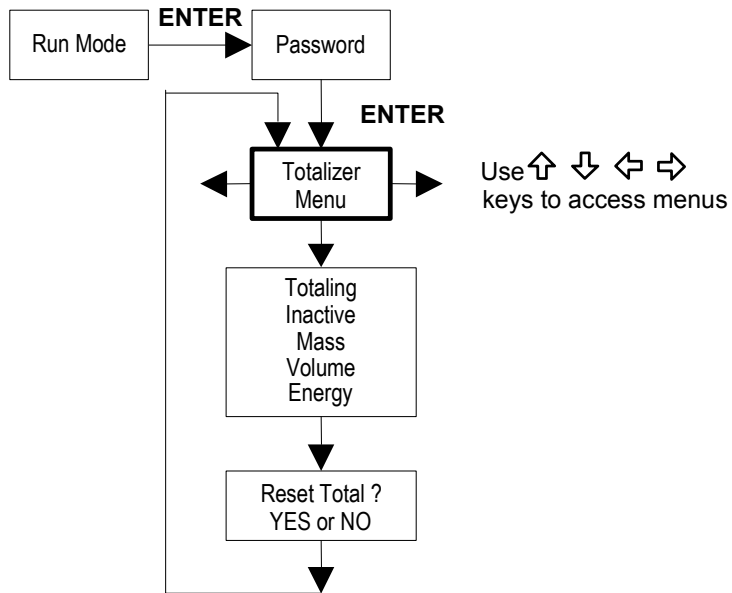 ENTER
Run Mode
Password
ENTER
Totalizer
Menu
Use ⇧ ⇩ ⇦ ⇨
keys to access menus
Totaling
Inactive
Mass
Volume
Energy
Reset Total ?
YES or NO